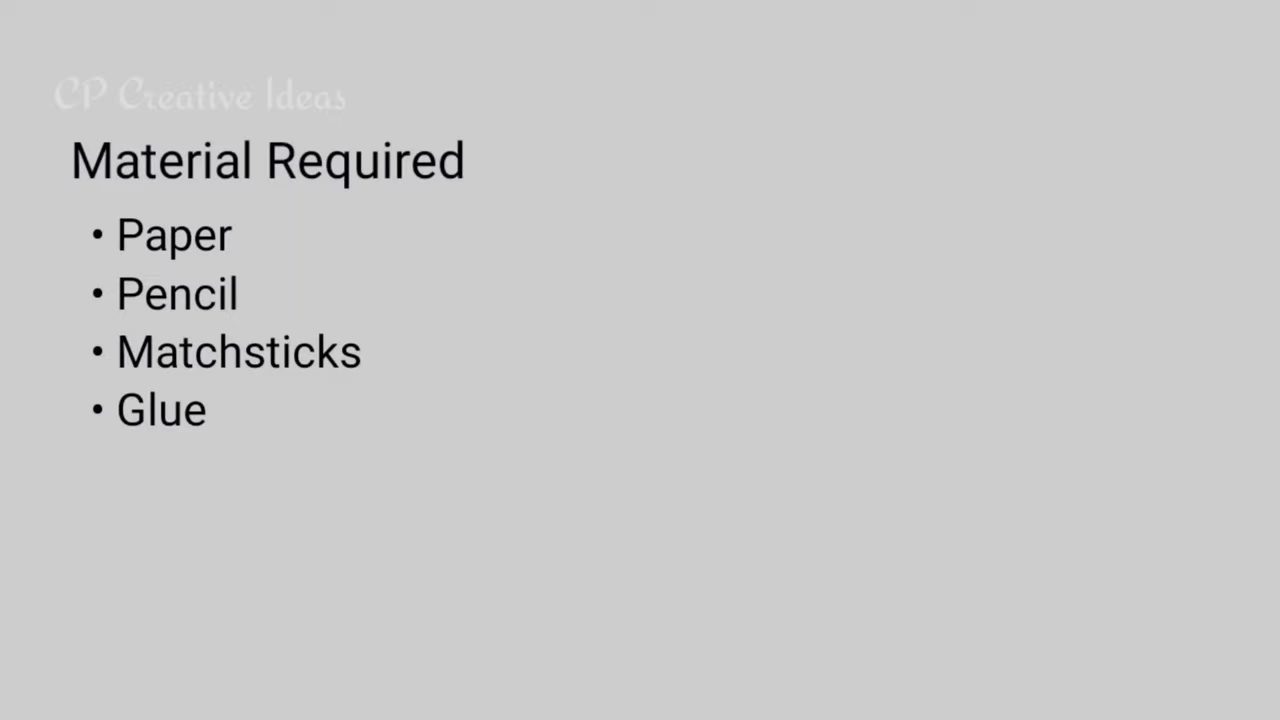 CP Creative Ideas
Material Required
• Paper
• Pencil
• Matchsticks
• Glue